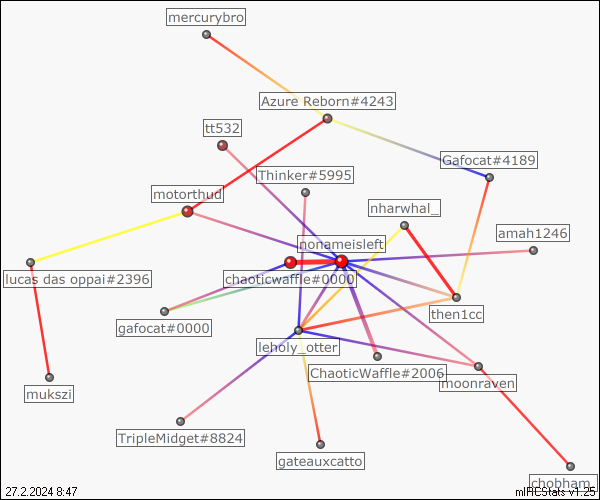 mercurybro
Azure Reborn#4243
tt532
Gafocat#4189
Thinker#5995
motorthud
nharwhal_
amah1246
nonameisleft
lucas das oppai#2396
chaoticwaffle#0000
gafocat#0000
then1cc
leholy_otter
ChaoticWaffle#2006
moonraven
mukszi
TripleMidget#8824
gateauxcatto
chobham_
27.2.2024 8:47
mIRCStats v1.25